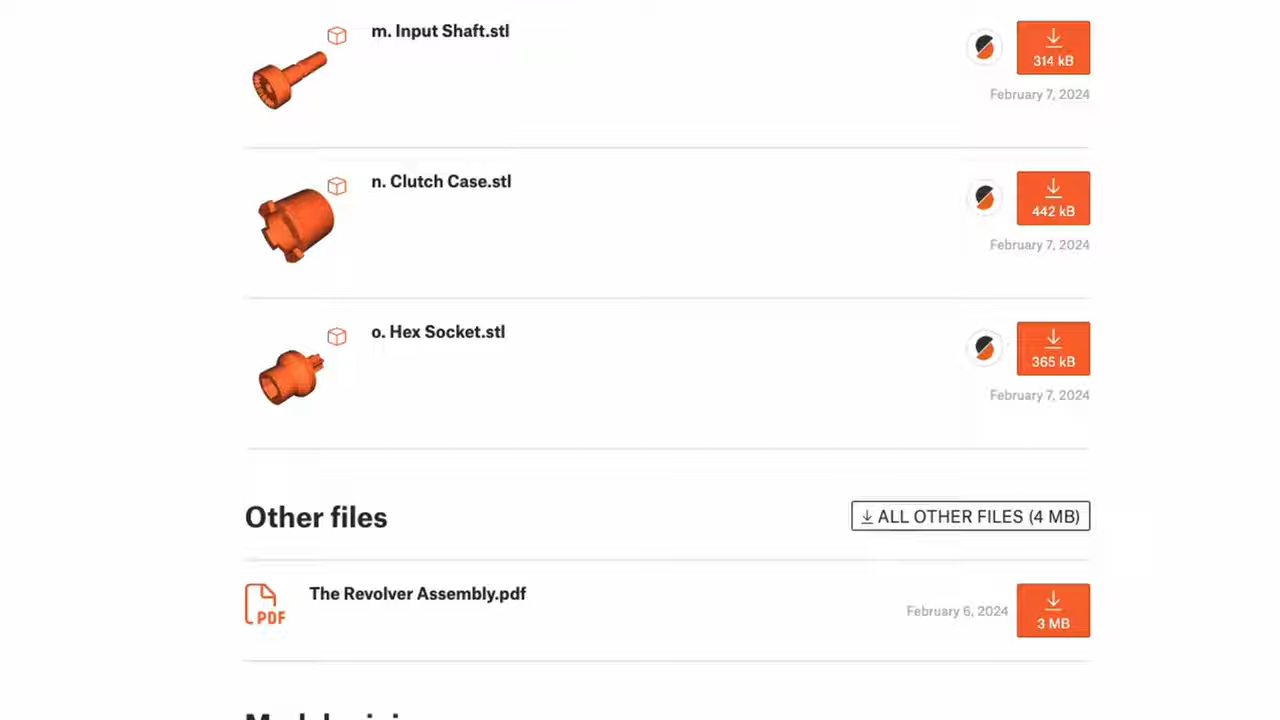 m. Input Shaft.stl
314 kB
February 7, 2024
n. Clutch Case.stl
442 kB
February 7, 2024
o. Hex Socket.stl
365 kB
February 7, 2024
Other files
ALL OTHER FILES (4 MB)
PDF
The Revolver Assembly.pdf
February 6, 2024
3 MB